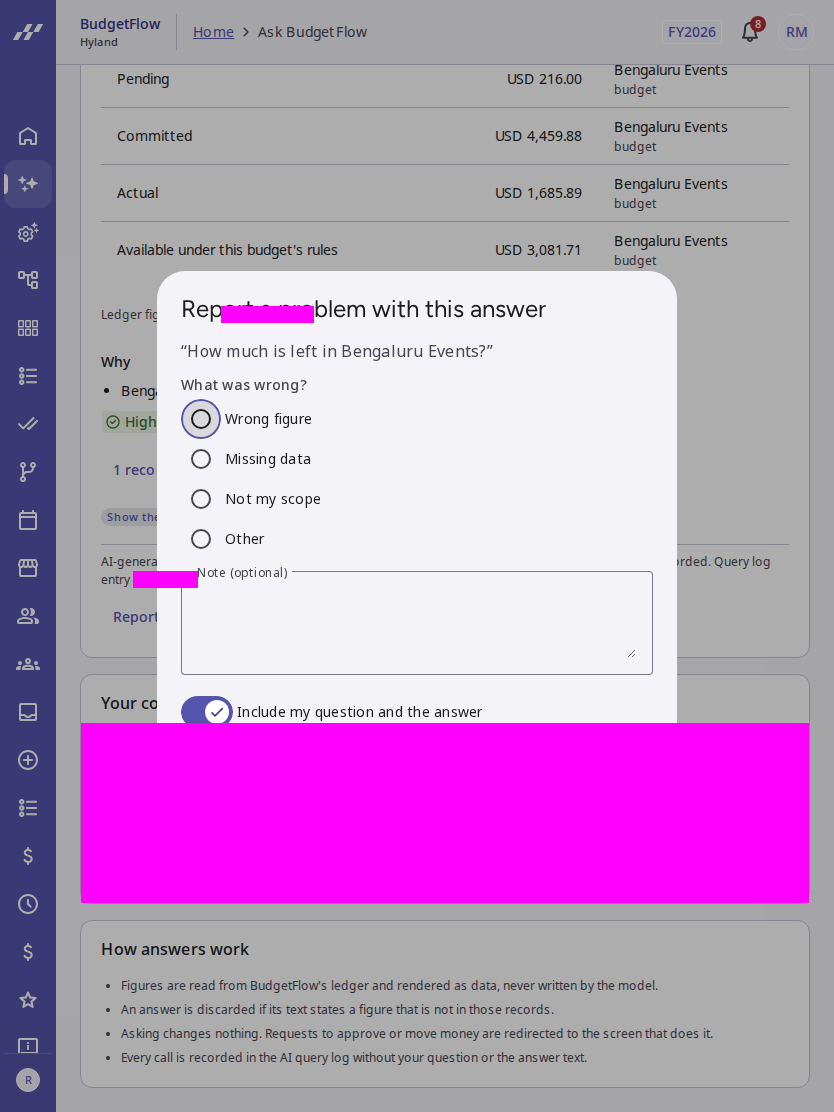 BudgetFlow
Hyland
Home > Ask BudgetFlow
FY2026
8
RM
Pending USD 216.00 Bengaluru Events
budget
Committed USD 4,459.88 Bengaluru Events
budget
Actual USD 1,685.89 Bengaluru Events
budget
Available under this budget's rules USD 3,081.71 Bengaluru Events
budget
Ledger fig
Why
• Beng
High
1 reco
Show the
AI-genera
orded. Query log
entry
Report
Report a problem with this answer
“How much is left in Bengaluru Events?”
What was wrong?
Wrong figure
Missing data
Not my scope
Other
Note (optional)
Include my question and the answer
Your co
How answers work
• Figures are read from BudgetFlow's ledger and rendered as data, never written by the model.
• An answer is discarded if its text states a figure that is not in those records.
• Asking changes nothing. Requests to approve or move money are redirected to the screen that does it.
• Every call is recorded in the AI query log without your question or the answer text.
R